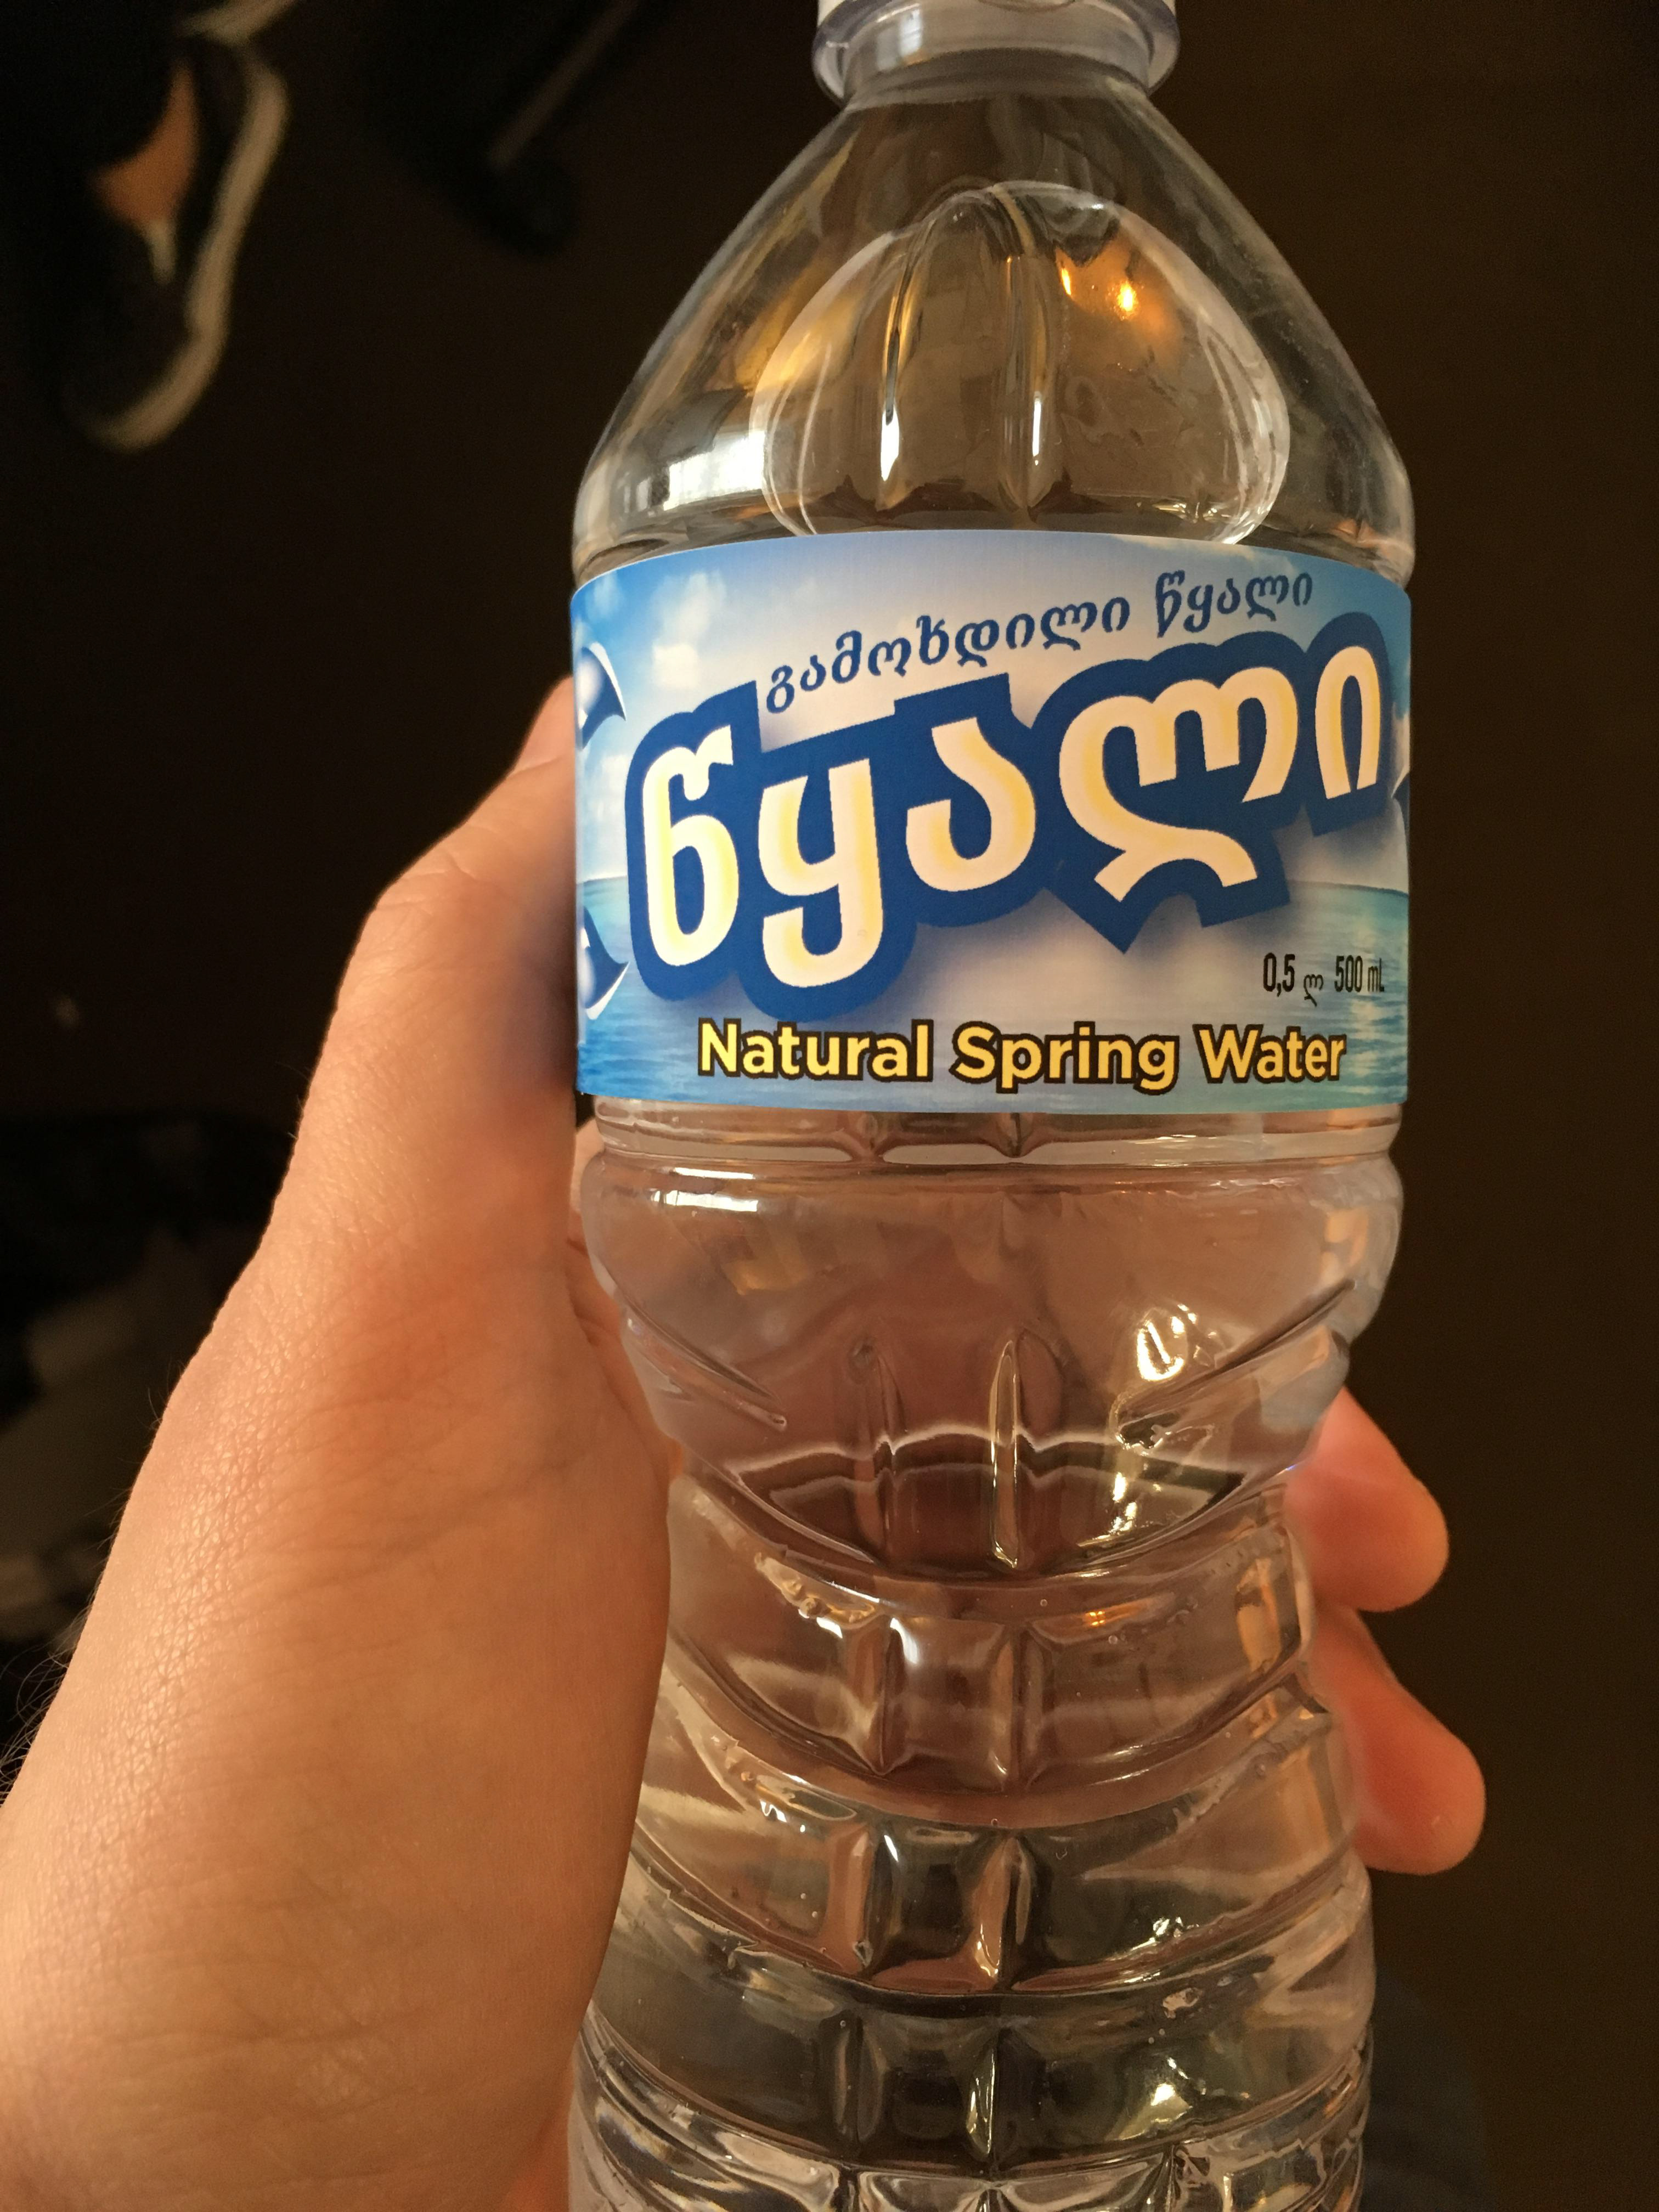 გამოხდილი წყალი
წყალი
0,5 ლ 500 mL
Natural Spring Water